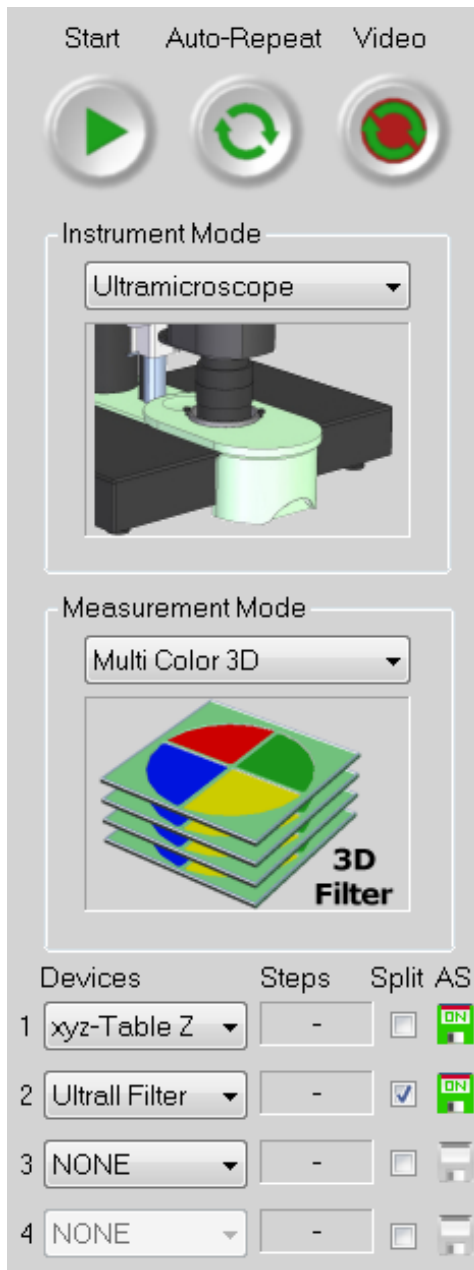 Start Auto-Repeat Video
Instrument Mode
Ultramicroscope
Measurement Mode
Multi Color 3D
3D
Filter
Devices Steps Split AS
1 xyz-Table Z - ON
2 UltraII Filter - ON
3 NONE -
4 NONE -